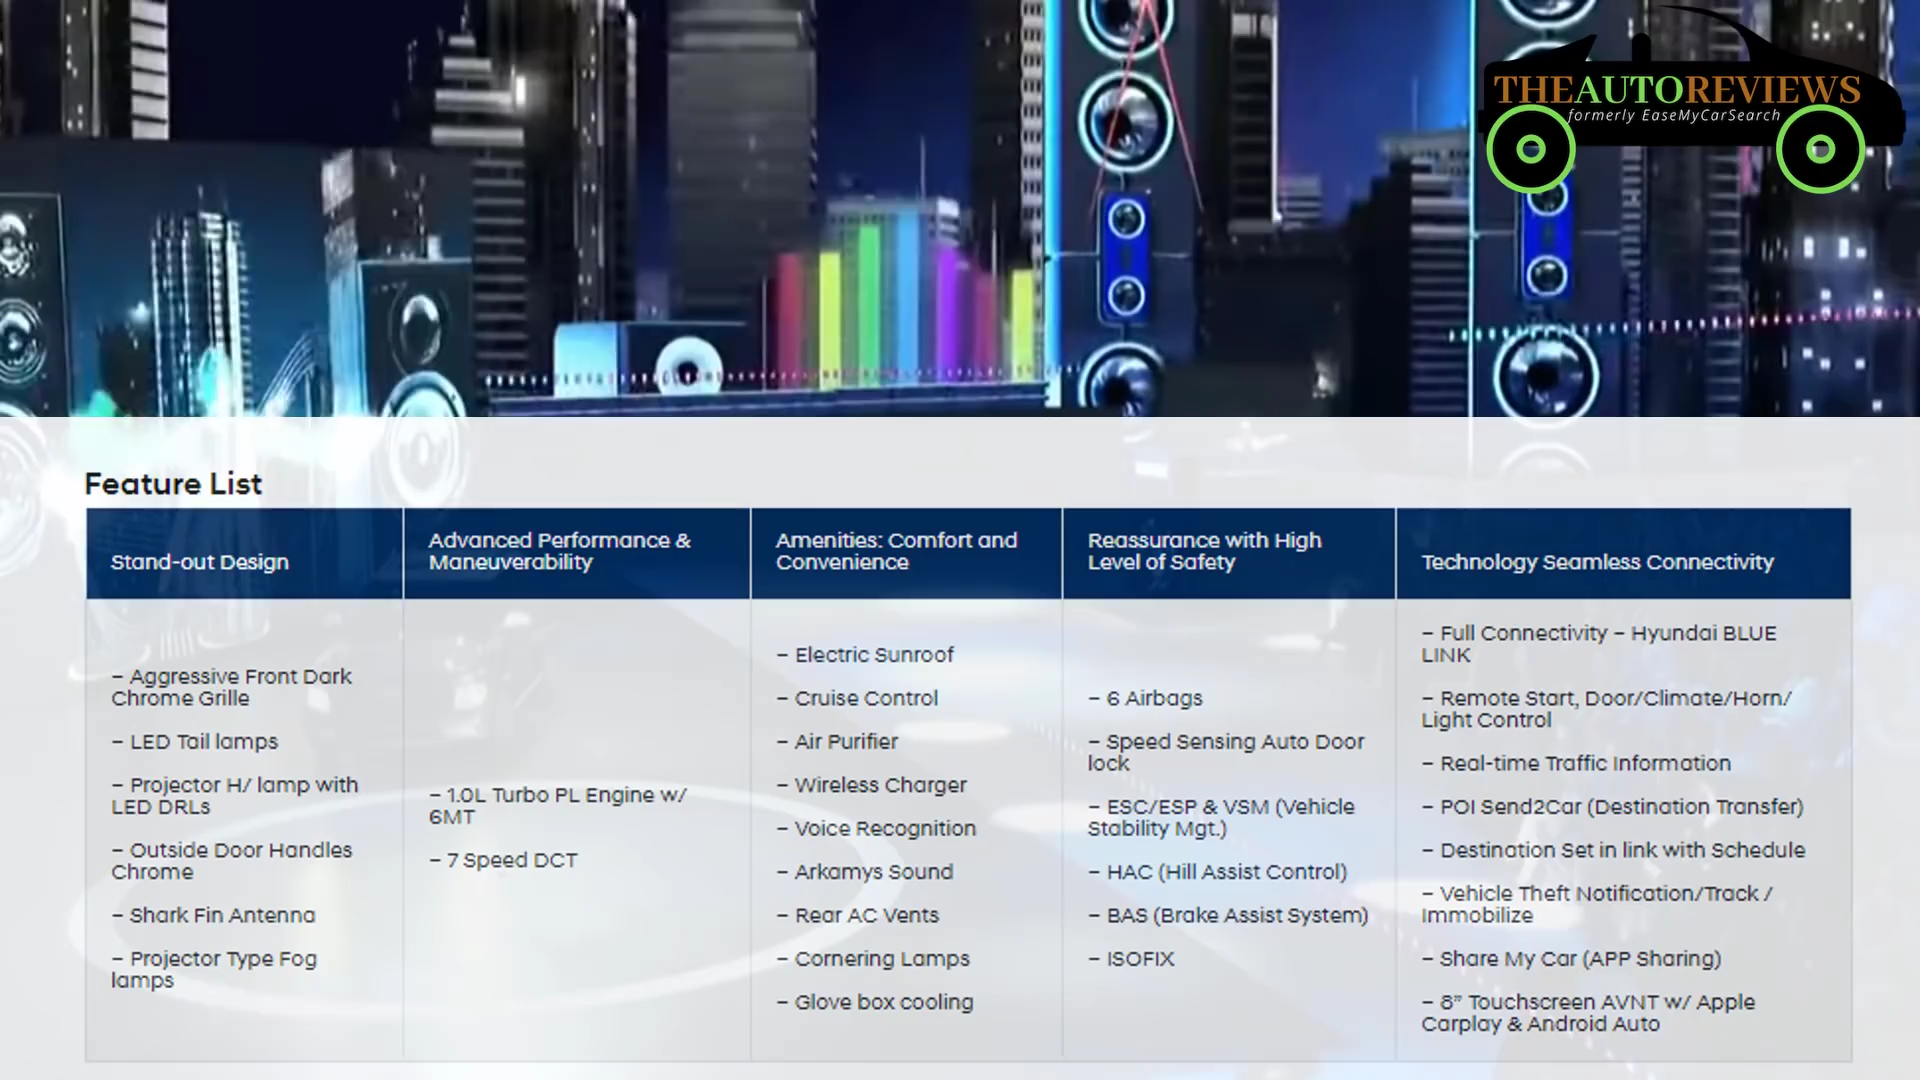 THEAUTOREVIEWS
formerly EaseMyCarSearch
Feature List
Stand-out Design
Advanced Performance &
Maneuverability
Amenities: Comfort and
Convenience
Reassurance with High
Level of Safety
Technology Seamless Connectivity
– Aggressive Front Dark
Chrome Grille
– LED Tail lamps
– Projector H/ lamp with
LED DRLs
– Outside Door Handles
Chrome
– Shark Fin Antenna
– Projector Type Fog
lamps
– 1.0L Turbo PL Engine w/
6MT
– 7 Speed DCT
– Electric Sunroof
– Cruise Control
– Air Purifier
– Wireless Charger
– Voice Recognition
– Arkamys Sound
– Rear AC Vents
– Cornering Lamps
– Glove box cooling
– 6 Airbags
– Speed Sensing Auto Door
lock
– ESC/ESP & VSM (Vehicle
Stability Mgt.)
– HAC (Hill Assist Control)
– BAS (Brake Assist System)
– ISOFIX
– Full Connectivity – Hyundai BLUE
LINK
– Remote Start, Door/Climate/Horn/
Light Control
– Real-time Traffic Information
– POI Send2Car (Destination Transfer)
– Destination Set in link with Schedule
– Vehicle Theft Notification/Track /
Immobilize
– Share My Car (APP Sharing)
– 8” Touchscreen AVNT w/ Apple
Carplay & Android Auto